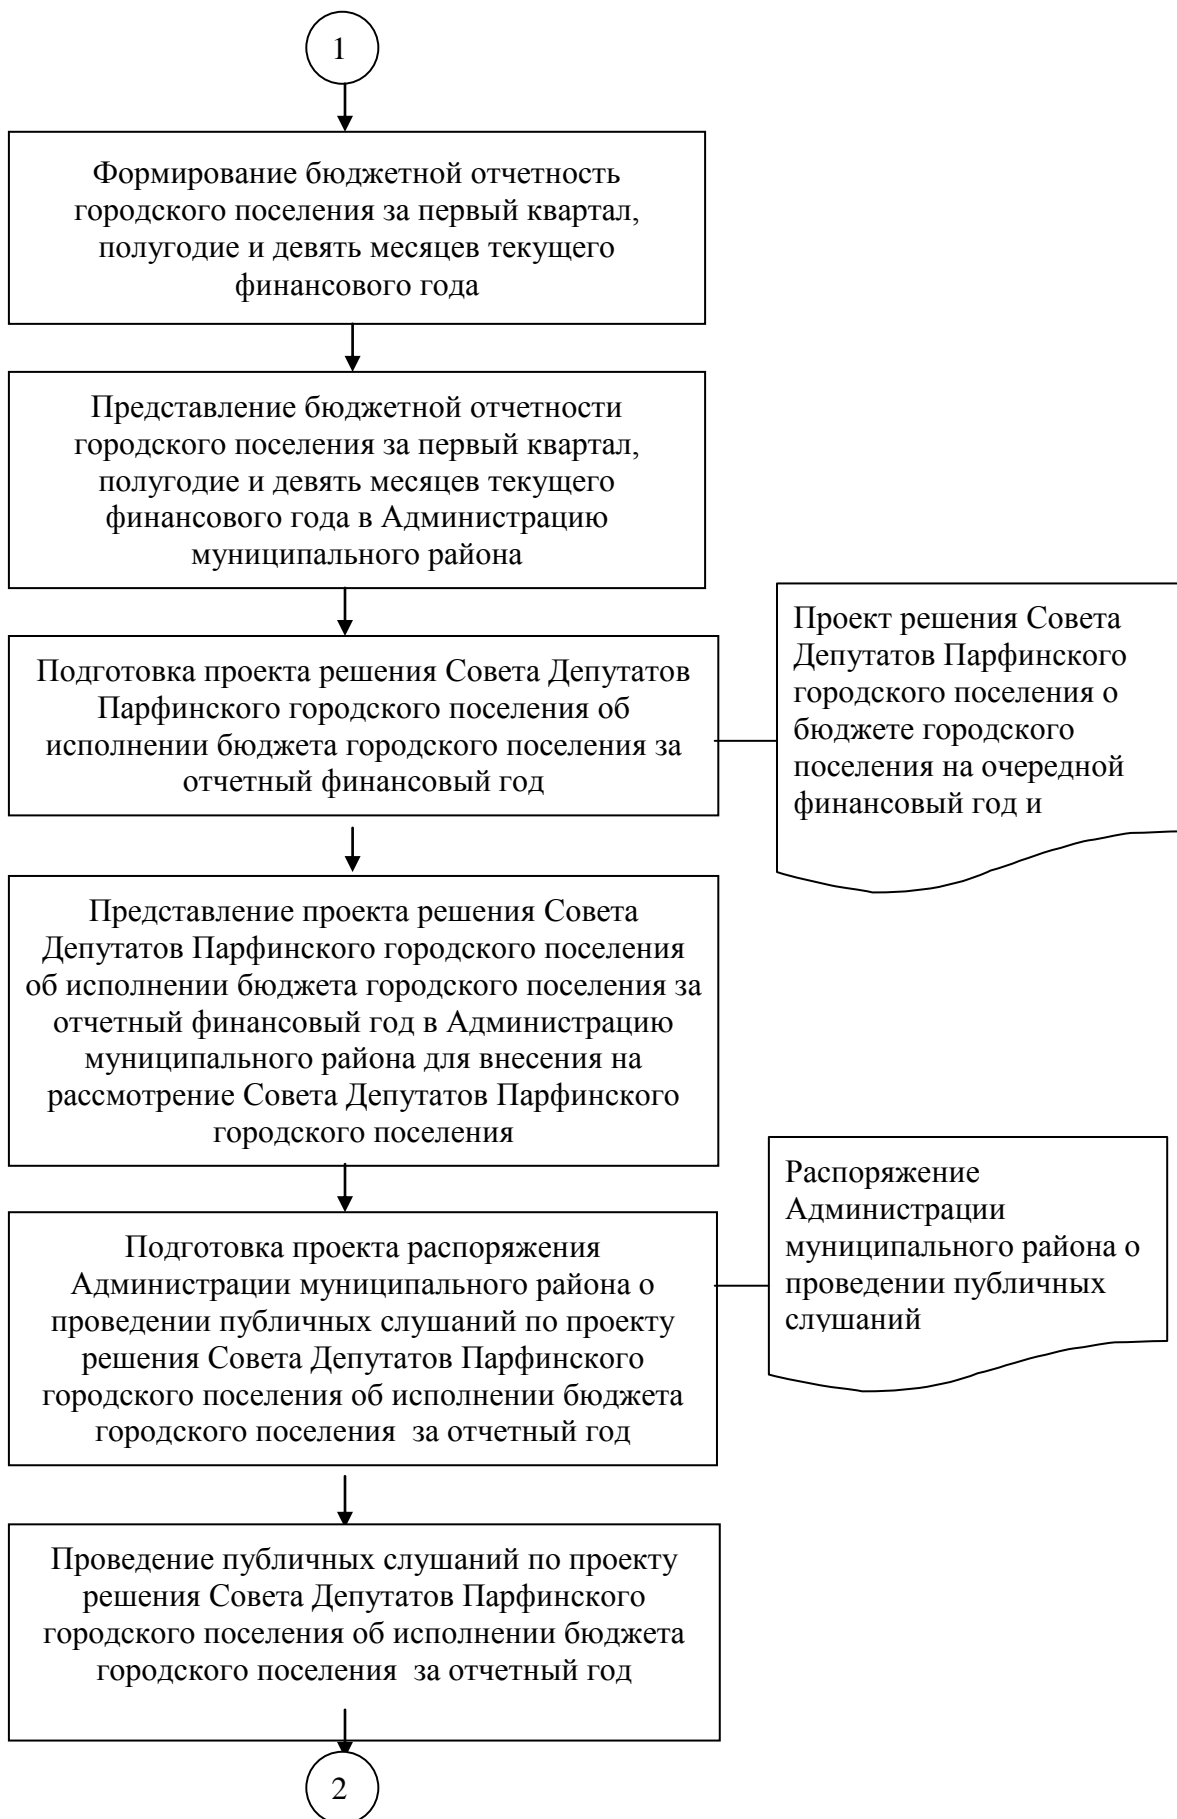 1
Формирование бюджетной отчетность
городского поселения за первый квартал,
полугодие и девять месяцев текущего
финансового года
Представление бюджетной отчетности
городского поселения за первый квартал,
полугодие и девять месяцев текущего
финансового года в Администрацию
муниципального района
Подготовка проекта решения Совета Депутатов
Парфинского городского поселения об
исполнении бюджета городского поселения за
отчетный финансовый год
Проект решения Совета
Депутатов Парфинского
городского поселения о
бюджете городского
поселения на очередной
финансовый год и
Представление проекта решения Совета
Депутатов Парфинского городского поселения
об исполнении бюджета городского поселения за
отчетный финансовый год в Администрацию
муниципального района для внесения на
рассмотрение Совета Депутатов Парфинского
городского поселения
Подготовка проекта распоряжения
Администрации муниципального района о
проведении публичных слушаний по проекту
решения Совета Депутатов Парфинского
городского поселения об исполнении бюджета
городского поселения  за отчетный год
Распоряжение
Администрации
муниципального района о
проведении публичных
слушаний
Проведение публичных слушаний по проекту
решения Совета Депутатов Парфинского
городского поселения об исполнении бюджета
городского поселения  за отчетный год
2